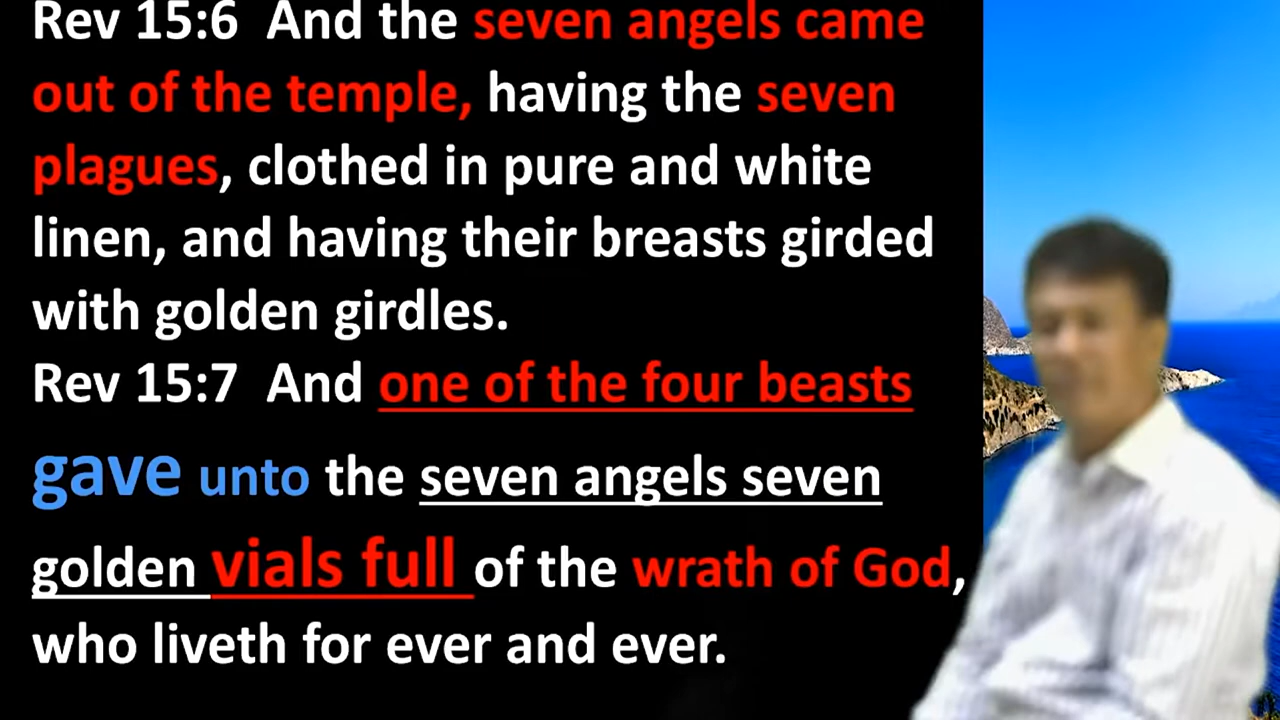 Rev 15:6  And the seven angels came
out of the temple, having the seven
plagues, clothed in pure and white
linen, and having their breasts girded
with golden girdles.
Rev 15:7  And one of the four beasts
gave unto the seven angels seven
golden vials full of the wrath of God,
who liveth for ever and ever.